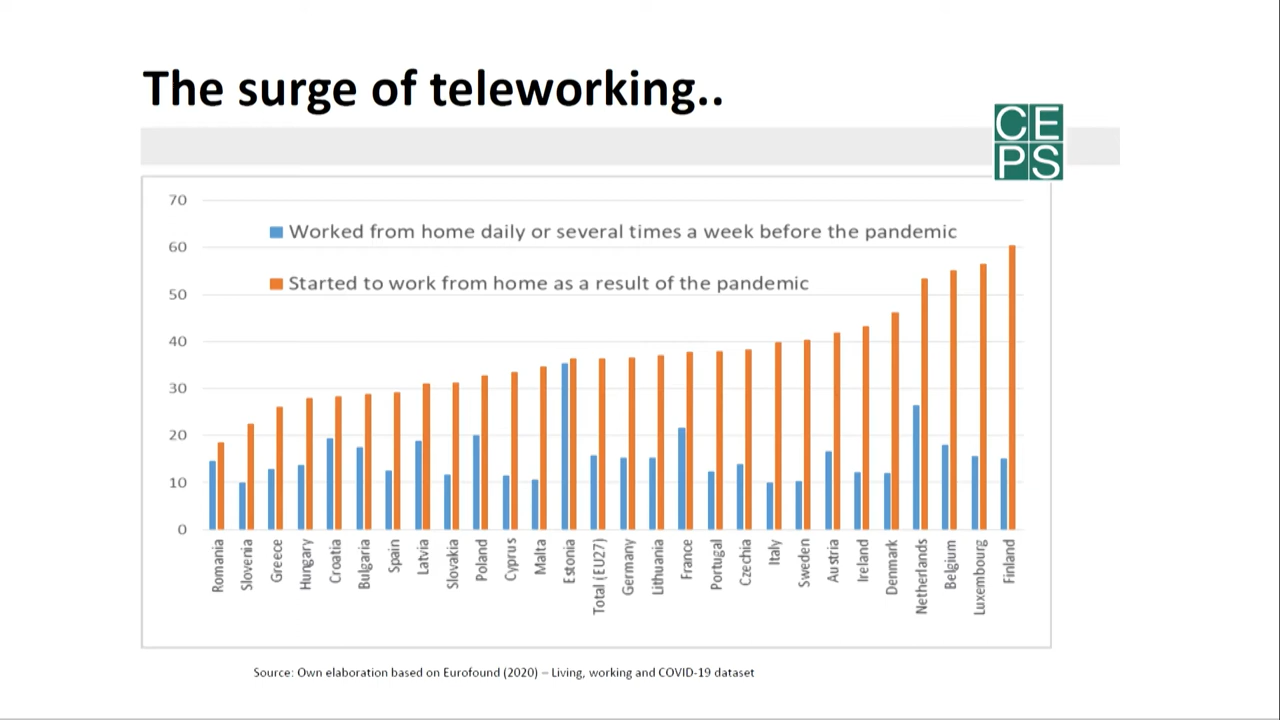 The surge of teleworking..
CE
PS
70
Worked from home daily or several times a week before the pandemic
60
Started to work from home as a result of the pandemic
50
40
30
20
10
0
Romania
Slovenia
Greece
Hungary
Croatia
Bulgaria
Spain
Latvia
Slovakia
Poland
Cyprus
Malta
Estonia
Total (EU27)
Germany
Lithuania
France
Portugal
Czechia
Italy
Sweden
Austria
Ireland
Denmark
Netherlands
Belgium
Luxembourg
Finland
Source: Own elaboration based on Eurofound (2020) – Living, working and COVID-19 dataset